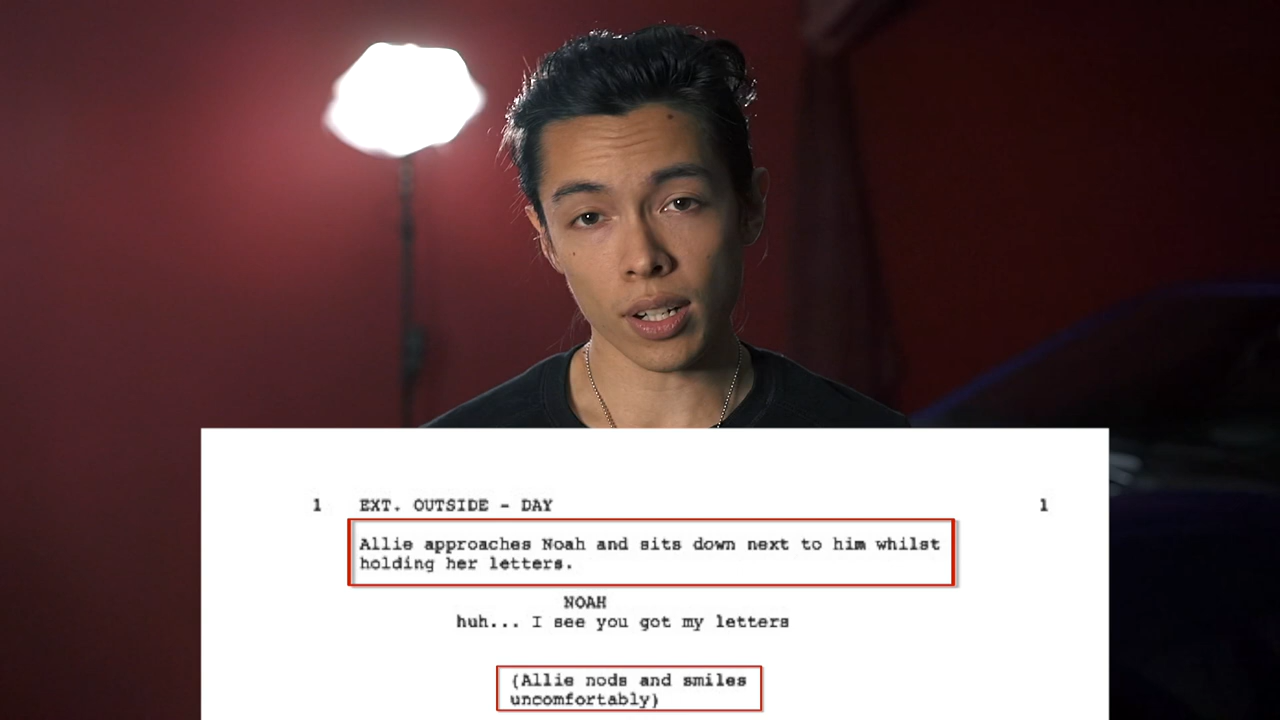 1 EXT. OUTSIDE - DAY 1
Allie approaches Noah and sits down next to him whilst
holding her letters.
NOAH
huh... I see you got my letters
(Allie nods and smiles
uncomfortably)